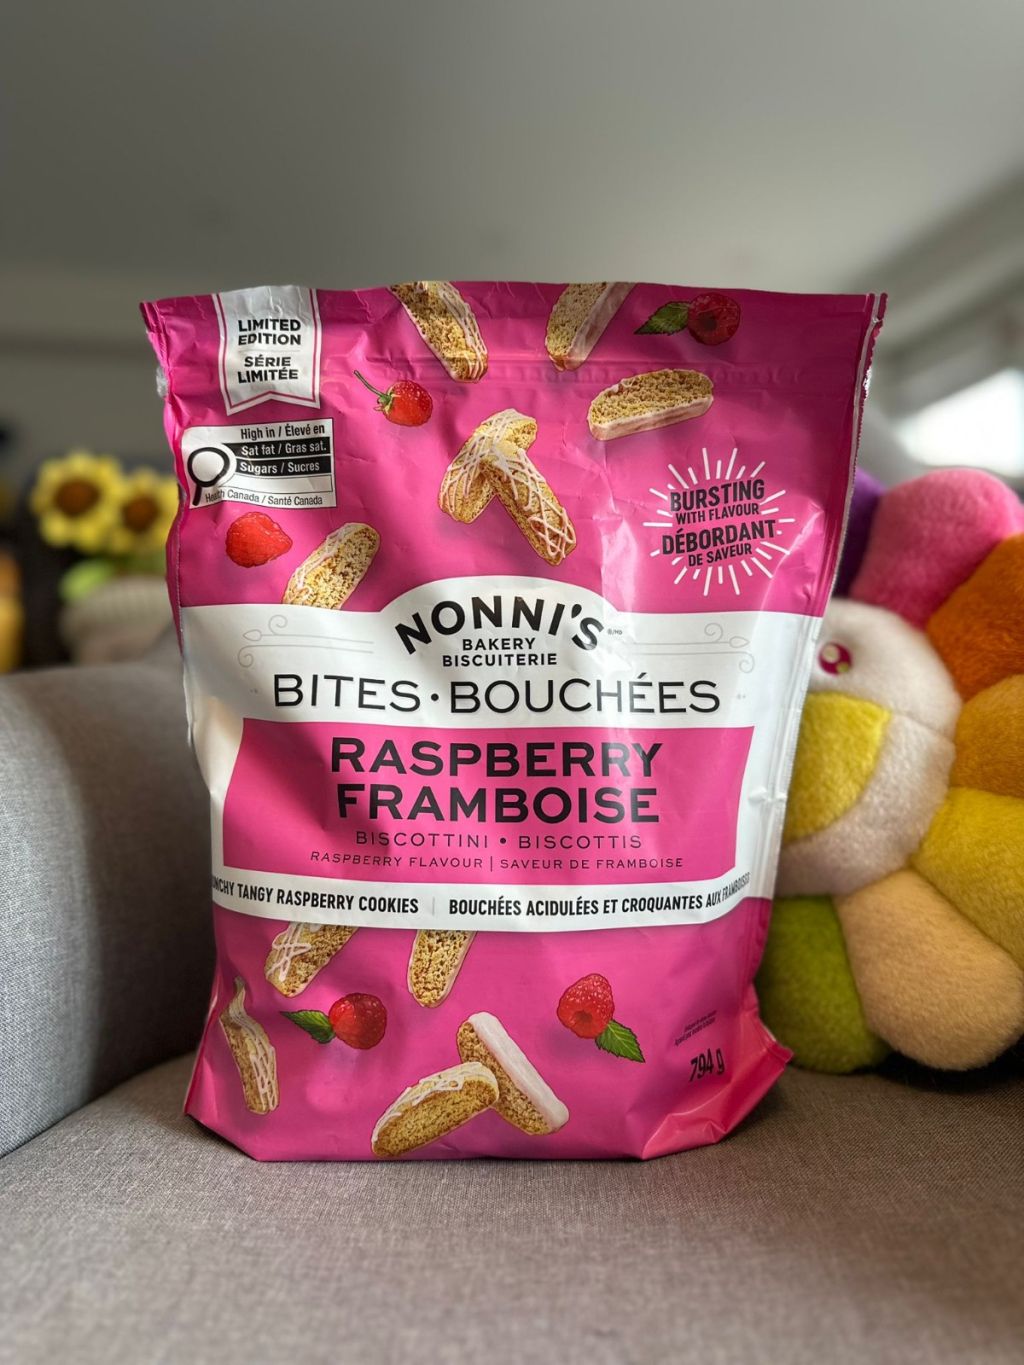 LIMITED
EDITION
SÉRIE
LIMITÉE
High in / Élevé en
Sat fat / Gras sat.
Sugars / Sucres
Health Canada / Santé Canada
BURSTING
WITH FLAVOUR
DÉBORDANT
DE SAVEUR
NONNI'S
BAKERY
BISCUITERIE
BITES • BOUCHÉES
RASPBERRY
FRAMBOISE
BISCOTTINI • BISCOTTIS
RASPBERRY FLAVOUR | SAVEUR DE FRAMBOISE
TANGY RASPBERRY COOKIES | BOUCHÉES ACIDULÉES ET CROQUANTES AUX FRAMBOISES
794 g